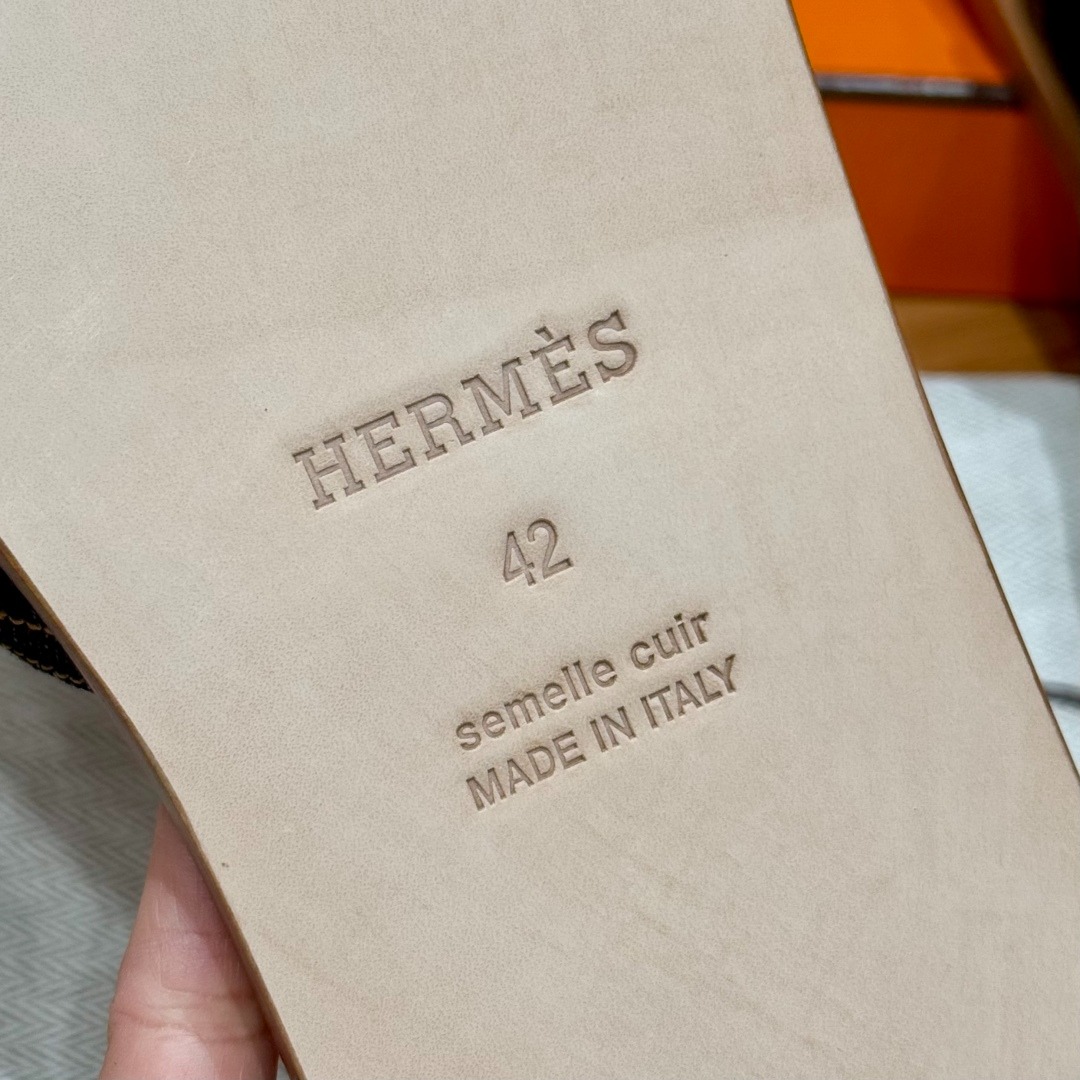 HERMÈS
42
semelle cuir
MADE IN ITALY